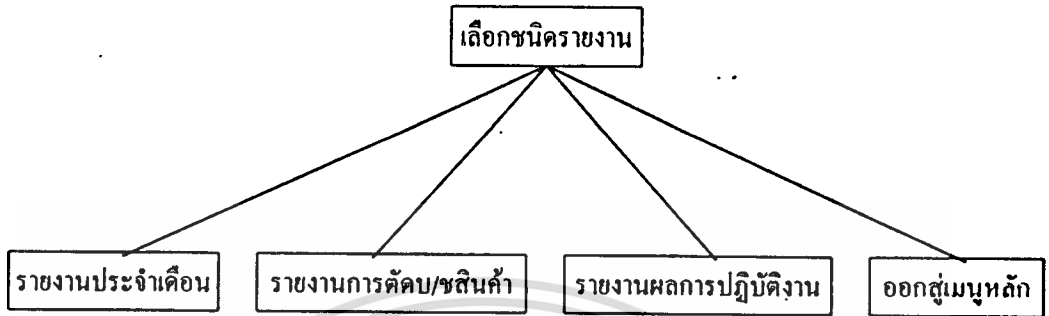 เลือกชนิดรายงาน
รายงานประจำเดือน
รายงานการตัดบ/ชสินค้า
รายงานผลการปฏิบัติงาน
ออกสู่เมนูหลัก